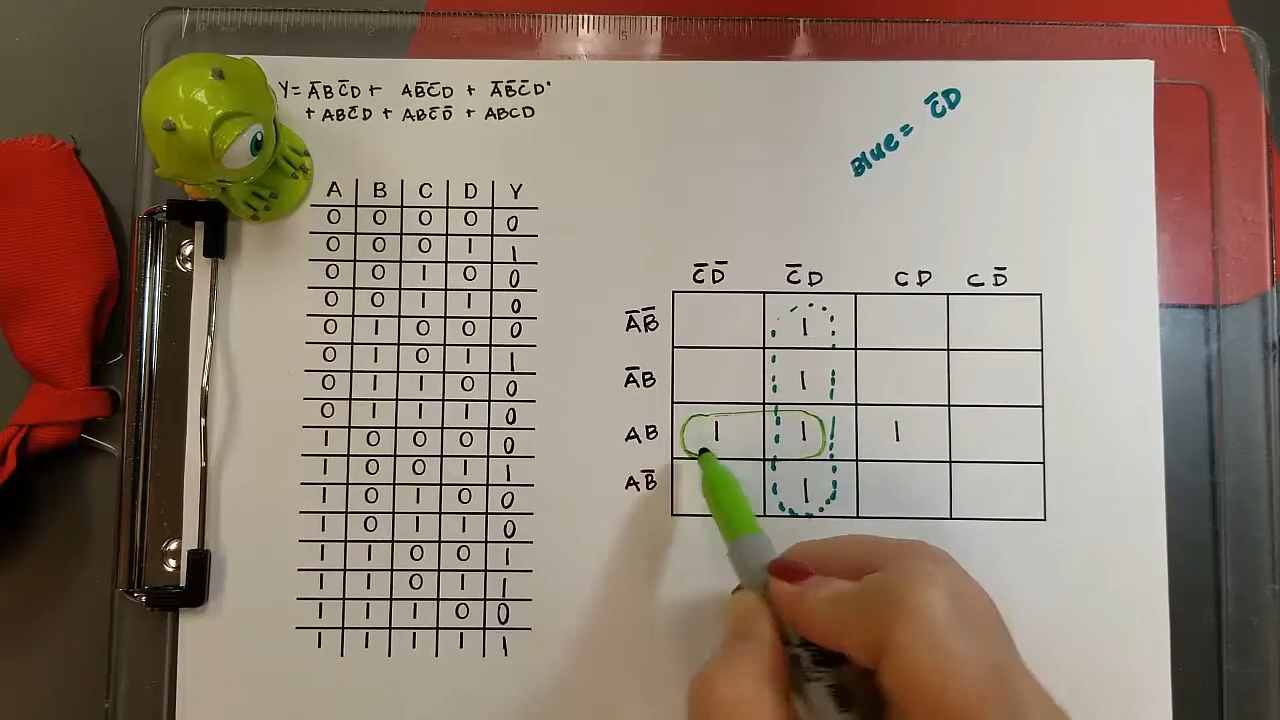 Y = A̅BC̅D + AB̅C̅D + A̅B̅C̅D
+ ABC̅D + ABC̅D̅ + ABCD
Blue = C̅D
A B C D Y
0 0 0 0 0
0 0 0 1 1
0 0 1 0 0
0 0 1 1 0
0 1 0 0 0
0 1 0 1 1
0 1 1 0 0
0 1 1 1 0
1 0 0 0 0
1 0 0 1 1
1 0 1 0 0
1 0 1 1 0
1 1 0 0 1
1 1 0 1 1
1 1 1 0 0
1 1 1 1 1
C̅D̅ C̅D CD CD̅
A̅B̅ 1
A̅B 1
AB 1 1 1
AB̅ 1